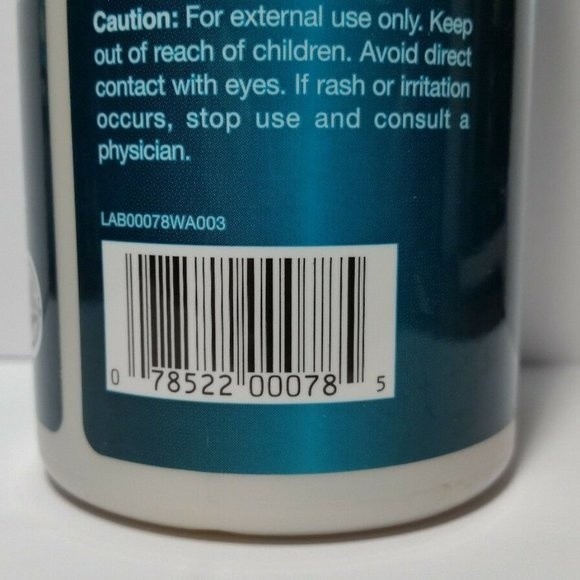 Caution: For external use only. Keep
out of reach of children. Avoid direct
contact with eyes. If rash or irritation
occurs, stop use and consult a
physician.
LAB00078WA003
0 78522 00078 5